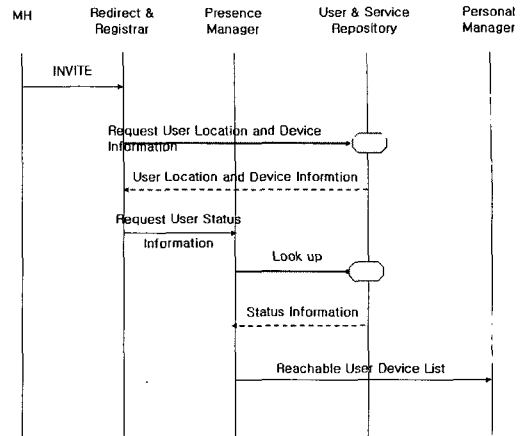 MH
Redirect &
Registrar
Presence
Manager
User & Service
Repository
Personal
Manager
INVITE
Request User Location and Device
Information
User Location and Device Informtion
Request User Status
Information
Look up
Status Information
Reachable User Device List